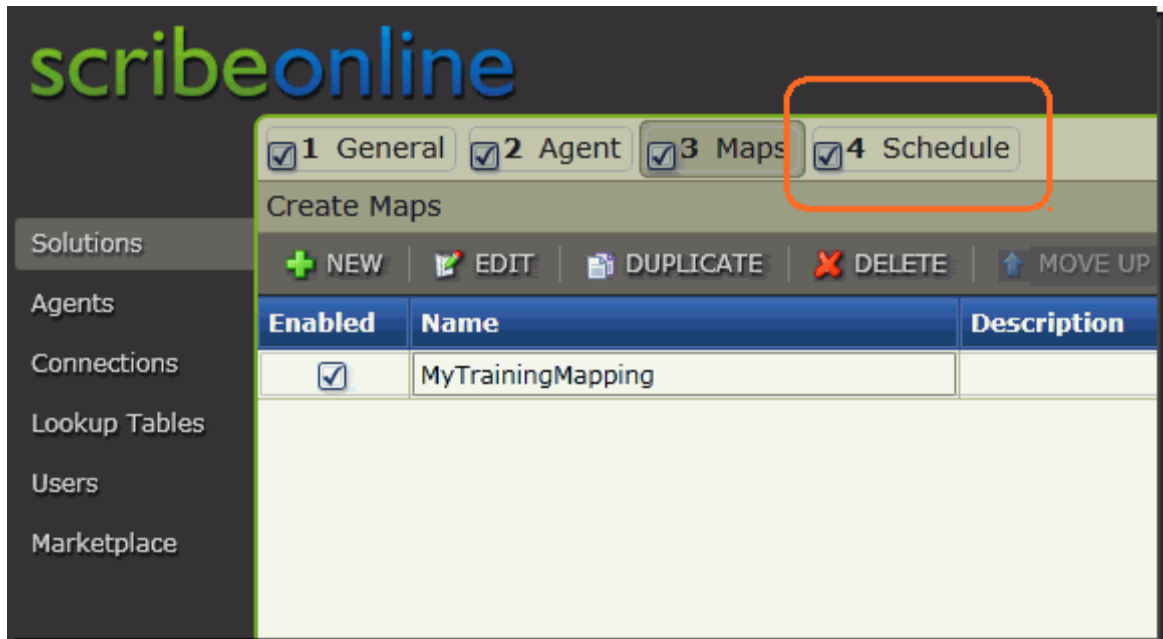 scribeonline
1 General 2 Agent 3 Maps 4 Schedule
Create Maps
Solutions
Agents
Connections
Lookup Tables
Users
Marketplace
NEW EDIT DUPLICATE DELETE MOVE UP
Enabled Name Description
MyTrainingMapping